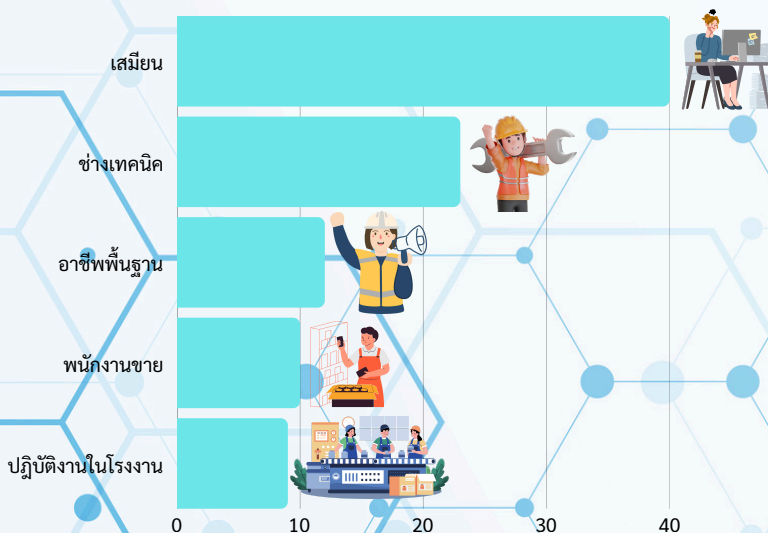 เสมียน
ช่างเทคนิค
อาชีพพื้นฐาน
พนักงานขาย
ปฎิบัติงานในโรงงาน
0 10 20 30 40